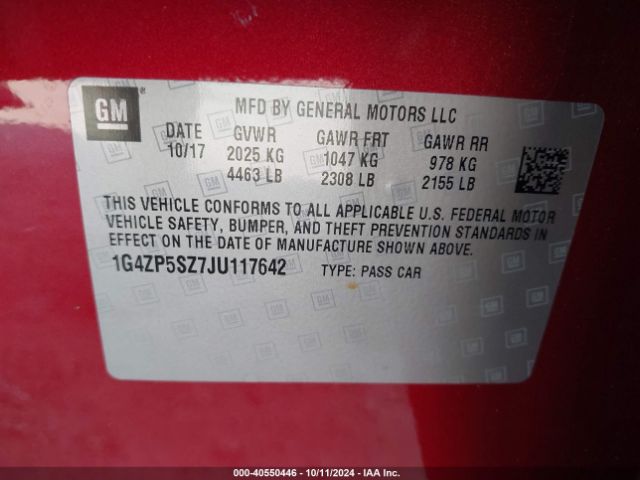 GM
MFD BY GENERAL MOTORS LLC
DATE GVWR GAWR FRT GAWR RR
10/17 2025 KG 1047 KG 978 KG
4463 LB 2308 LB 2155 LB
THIS VEHICLE CONFORMS TO ALL APPLICABLE U.S. FEDERAL MOTOR
VEHICLE SAFETY, BUMPER, AND THEFT PREVENTION STANDARDS IN
EFFECT ON THE DATE OF MANUFACTURE SHOWN ABOVE.
1G4ZP5SZ7JU117642 TYPE: PASS CAR
000-40550446 - 10/11/2024 - IAA Inc.